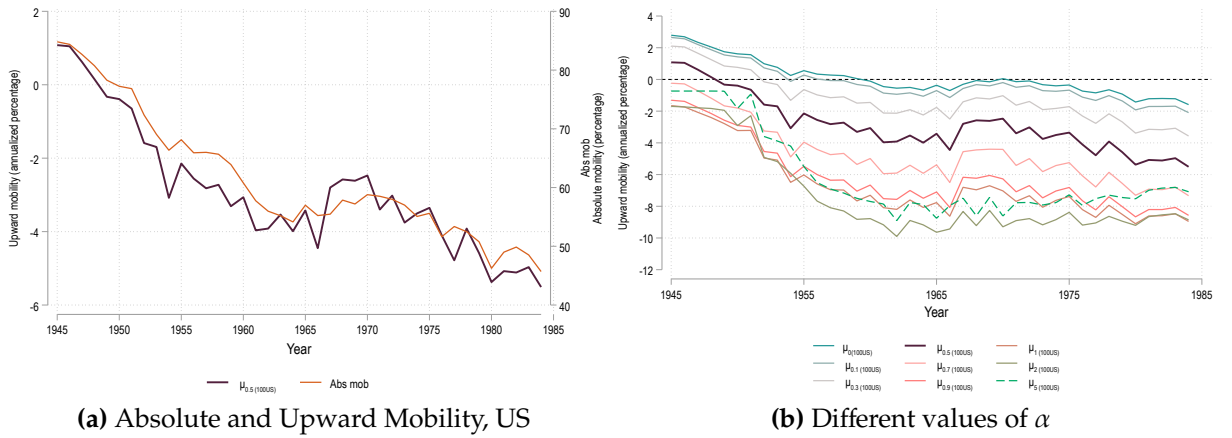 2
0
-2
-4
-6
Upward mobility (annualized percentage)
90
80
70
60
50
40
Abs mob
Absolute mobility (percentage)
1945 1950 1955 1960 1965 1970 1975 1980 1985
Year
μ0.5 (100US) Abs mob
(a) Absolute and Upward Mobility, US
4
2
0
-2
-4
-6
-8
-10
-12
Upward mobility (annualized percentage)
1945 1955 1965 1975 1985
Year
μ0(100US) μ0.5 (100US) μ1 (100US)
μ0.1 (100US) μ0.7 (100US) μ2 (100US)
μ0.3 (100US) μ0.9 (100US) μ5 (100US)
(b) Different values of α